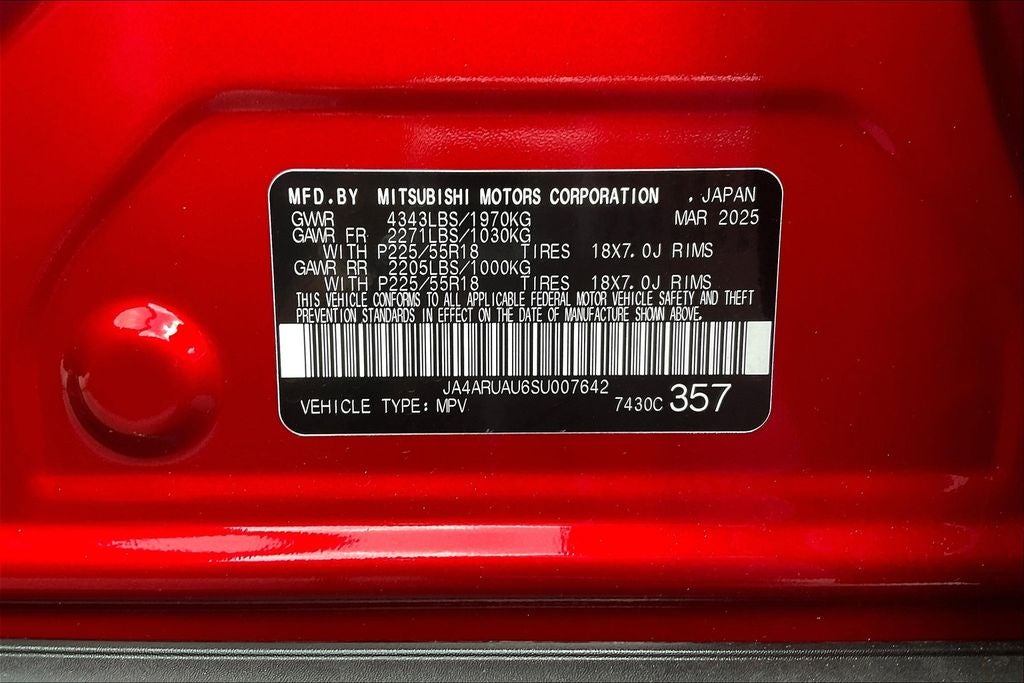 MFD.BY MITSUBISHI MOTORS CORPORATION , JAPAN
GVWR 4343LBS/1970KG MAR 2025
GAWR FR 2271LBS/1030KG
WITH P225/55R18 TIRES 18X7.0J RIMS
GAWR RR 2205LBS/1000KG
WITH P225/55R18 TIRES 18X7.0J RIMS
THIS VEHICLE CONFORMS TO ALL APPLICABLE FEDERAL MOTOR VEHICLE SAFETY AND THEFT
PREVENTION STANDARDS IN EFFECT ON THE DATE OF MANUFACTURE SHOWN ABOVE.
JA4ARUAU6SU007642
VEHICLE TYPE: MPV 7430C 357